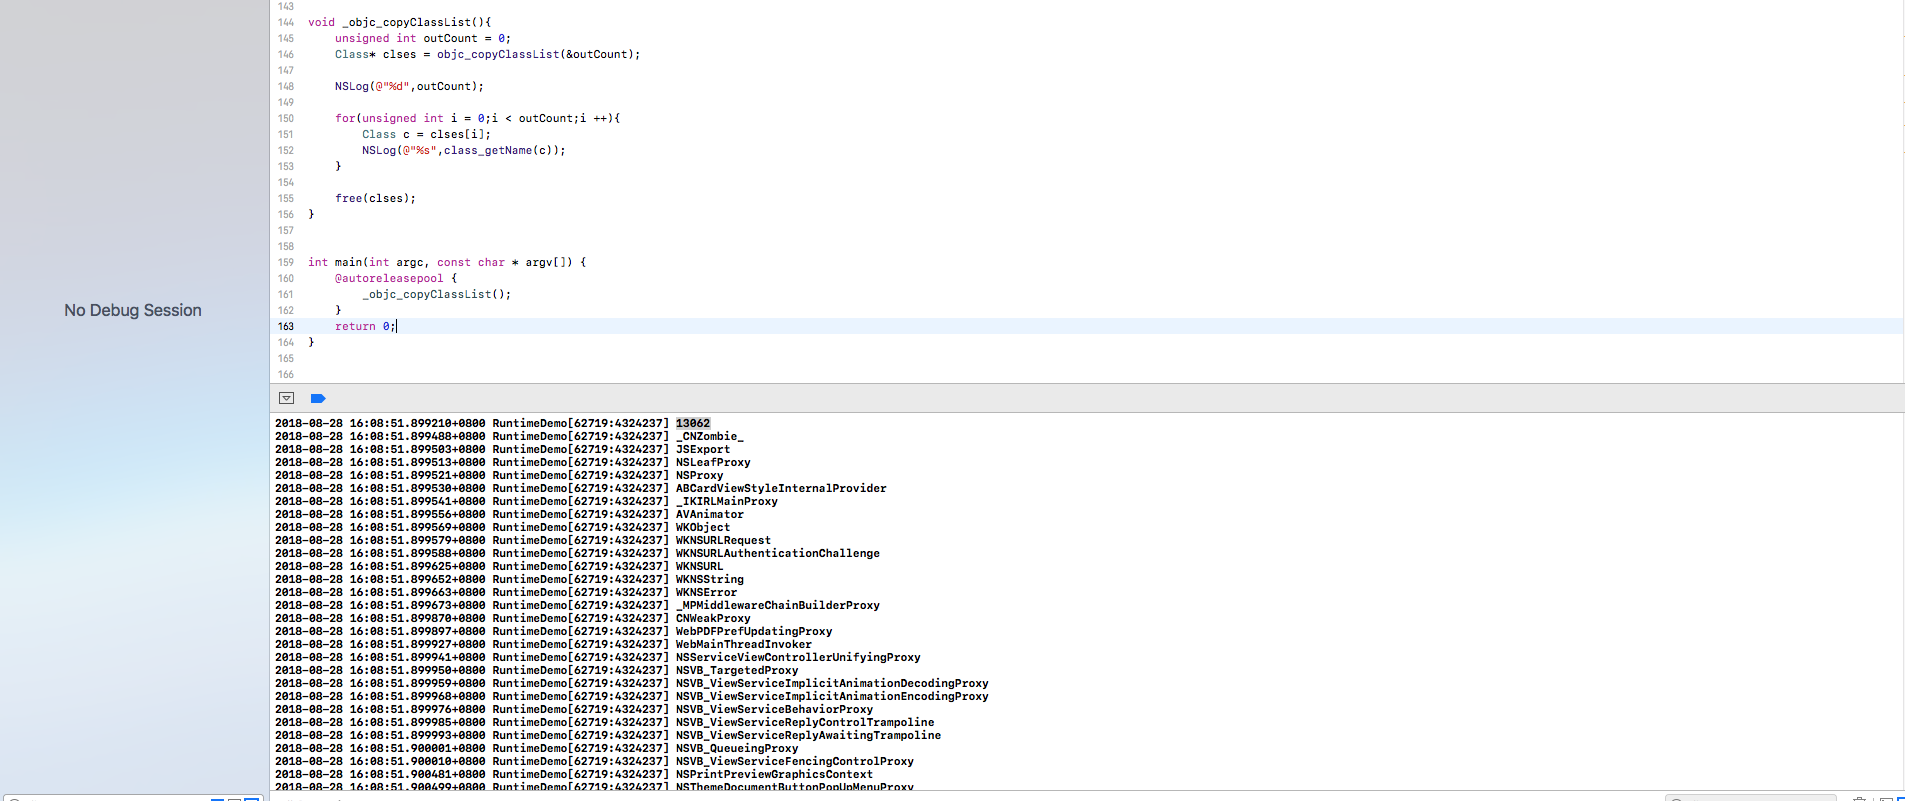 143
144 void _objc_copyClassList(){
145 unsigned int outCount = 0;
146 Class* clses = objc_copyClassList(&outCount);
147
148 NSLog(@"%d",outCount);
149
150 for(unsigned int i = 0;i < outCount;i ++){
151 Class c = clses[i];
152 NSLog(@"%s",class_getName(c));
153 }
154
155 free(clses);
156 }
157
158
159 int main(int argc, const char * argv[]) {
160 @autoreleasepool {
161 _objc_copyClassList();
162 }
No Debug Session
163 return 0;
164 }
165
166
2018-08-28 16:08:51.899210+0800 RuntimeDemo[62719:4324237] 13062
2018-08-28 16:08:51.899488+0800 RuntimeDemo[62719:4324237] _CNZombie_
2018-08-28 16:08:51.899503+0800 RuntimeDemo[62719:4324237] JSExport
2018-08-28 16:08:51.899513+0800 RuntimeDemo[62719:4324237] NSLeafProxy
2018-08-28 16:08:51.899521+0800 RuntimeDemo[62719:4324237] NSProxy
2018-08-28 16:08:51.899530+0800 RuntimeDemo[62719:4324237] ABCardViewStyleInternalProvider
2018-08-28 16:08:51.899541+0800 RuntimeDemo[62719:4324237] _IKIRLMainProxy
2018-08-28 16:08:51.899556+0800 RuntimeDemo[62719:4324237] AVAnimator
2018-08-28 16:08:51.899569+0800 RuntimeDemo[62719:4324237] WKObject
2018-08-28 16:08:51.899579+0800 RuntimeDemo[62719:4324237] WKNSURLRequest
2018-08-28 16:08:51.899588+0800 RuntimeDemo[62719:4324237] WKNSURLAuthenticationChallenge
2018-08-28 16:08:51.899625+0800 RuntimeDemo[62719:4324237] WKNSURL
2018-08-28 16:08:51.899652+0800 RuntimeDemo[62719:4324237] WKNSString
2018-08-28 16:08:51.899663+0800 RuntimeDemo[62719:4324237] WKNSError
2018-08-28 16:08:51.899673+0800 RuntimeDemo[62719:4324237] _MPMiddlewareChainBuilderProxy
2018-08-28 16:08:51.899870+0800 RuntimeDemo[62719:4324237] CNWeakProxy
2018-08-28 16:08:51.899897+0800 RuntimeDemo[62719:4324237] WebPDFPrefUpdatingProxy
2018-08-28 16:08:51.899927+0800 RuntimeDemo[62719:4324237] WebMainThreadInvoker
2018-08-28 16:08:51.899941+0800 RuntimeDemo[62719:4324237] NSServiceViewControllerUnifyingProxy
2018-08-28 16:08:51.899950+0800 RuntimeDemo[62719:4324237] NSVB_TargetedProxy
2018-08-28 16:08:51.899959+0800 RuntimeDemo[62719:4324237] NSVB_ViewServiceImplicitAnimationDecodingProxy
2018-08-28 16:08:51.899968+0800 RuntimeDemo[62719:4324237] NSVB_ViewServiceImplicitAnimationEncodingProxy
2018-08-28 16:08:51.899976+0800 RuntimeDemo[62719:4324237] NSVB_ViewServiceBehaviorProxy
2018-08-28 16:08:51.899985+0800 RuntimeDemo[62719:4324237] NSVB_ViewServiceReplyControlTrampoline
2018-08-28 16:08:51.899993+0800 RuntimeDemo[62719:4324237] NSVB_ViewServiceReplyAwaitingTrampoline
2018-08-28 16:08:51.900001+0800 RuntimeDemo[62719:4324237] NSVB_QueueingProxy
2018-08-28 16:08:51.900010+0800 RuntimeDemo[62719:4324237] NSVB_ViewServiceFencingControlProxy
2018-08-28 16:08:51.900481+0800 RuntimeDemo[62719:4324237] NSPrintPreviewGraphicsContext
2018-08-28 16:08:51.900499+0800 RuntimeDemo[62719:4324237] NSThemeDocumentButtonPopUpMenuProxy